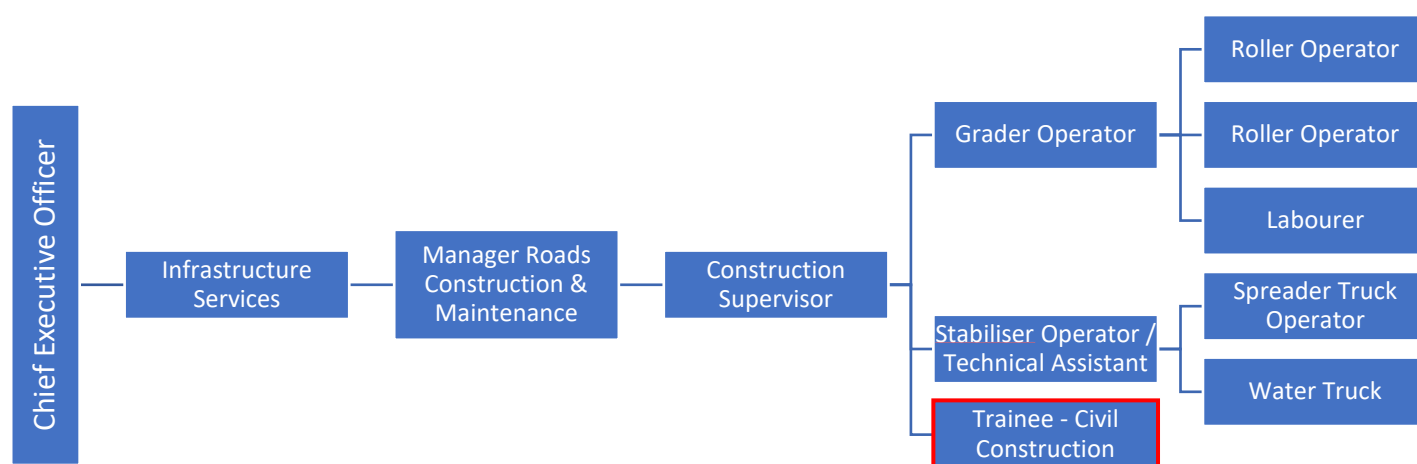 Chief Executive Officer
Infrastructure
Services
Manager Roads
Construction &
Maintenance
Construction
Supervisor
Grader Operator
Stabiliser Operator /
Technical Assistant
Trainee - Civil
Construction
Roller Operator
Roller Operator
Labourer
Spreader Truck
Operator
Water Truck